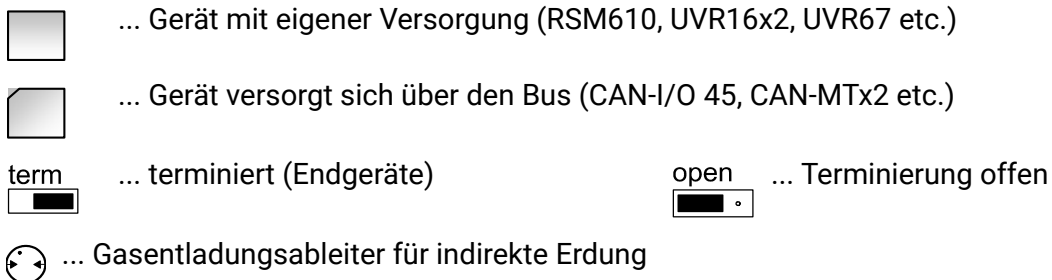 ... Gerät mit eigener Versorgung (RSM610, UVR16x2, UVR67 etc.)
... Gerät versorgt sich über den Bus (CAN-I/O 45, CAN-MTx2 etc.)
term ... terminiert (Endgeräte) open ... Terminierung offen
... Gasentladungsableiter für indirekte Erdung